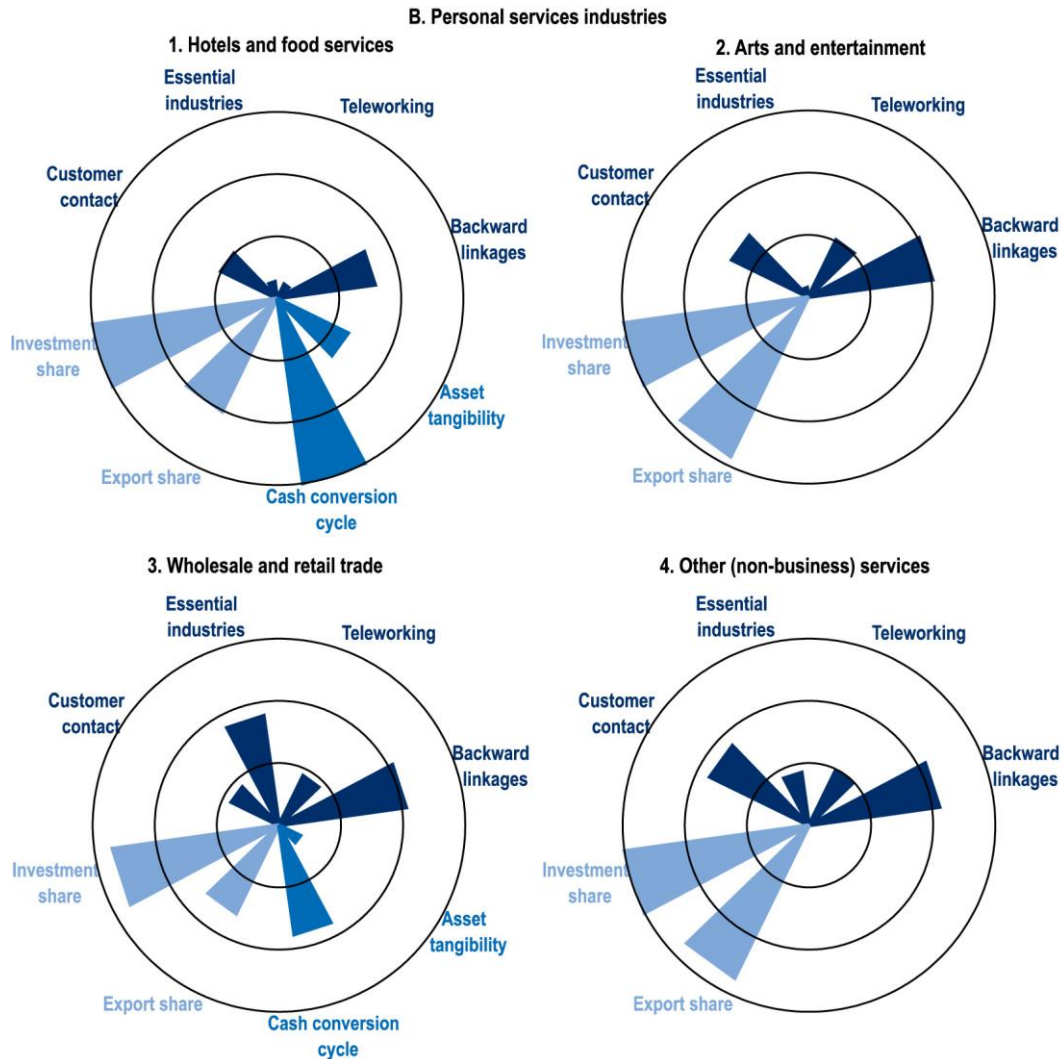 B. Personal services industries
1. Hotels and food services
Essential
industries
Teleworking
Customer
contact
Backward
linkages
Investment
share
Asset
tangibility
Export share
Cash conversion
cycle
2. Arts and entertainment
Essential
industries
Teleworking
Customer
contact
Backward
linkages
Investment
share
Export share
3. Wholesale and retail trade
Essential
industries
Teleworking
Customer
contact
Backward
linkages
Investment
share
Asset
tangibility
Export share
Cash conversion
cycle
4. Other (non-business) services
Essential
industries
Teleworking
Customer
contact
Backward
linkages
Investment
share
Export share